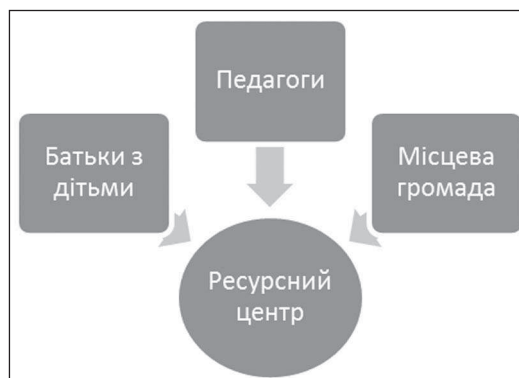 Педагоги
Батьки з
дітьми
Місцева
громада
Ресурсний
центр